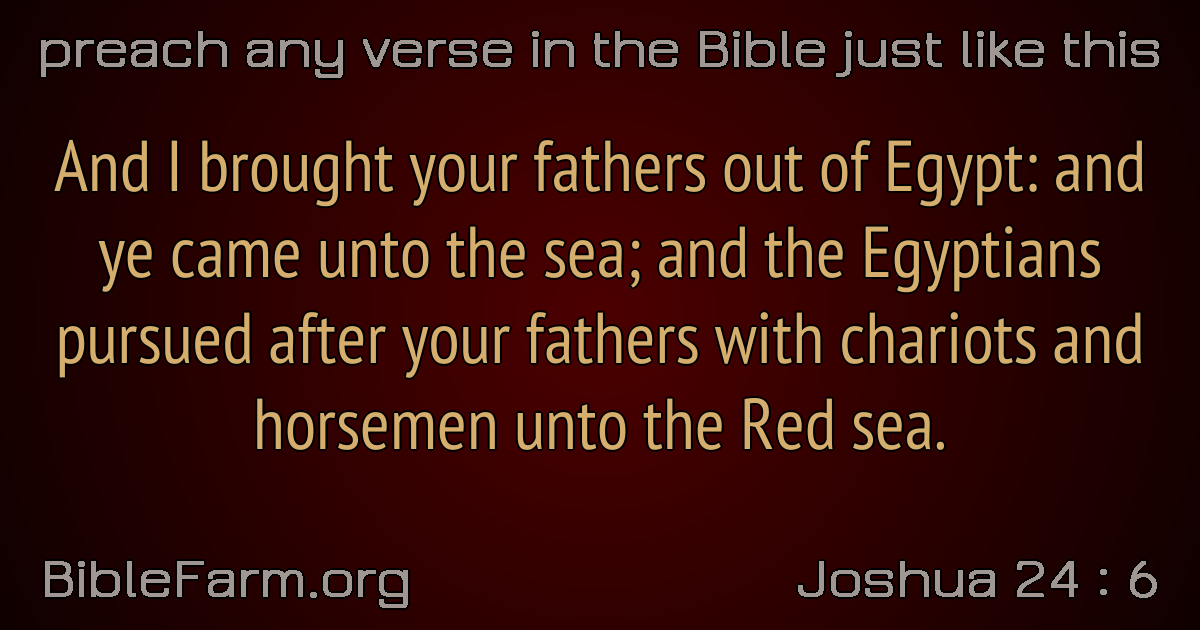 preach any verse in the Bible just like this
And I brought your fathers out of Egypt: and
ye came unto the sea; and the Egyptians
pursued after your fathers with chariots and
horsemen unto the Red sea.
BibleFarm.org
Joshua 24 : 6